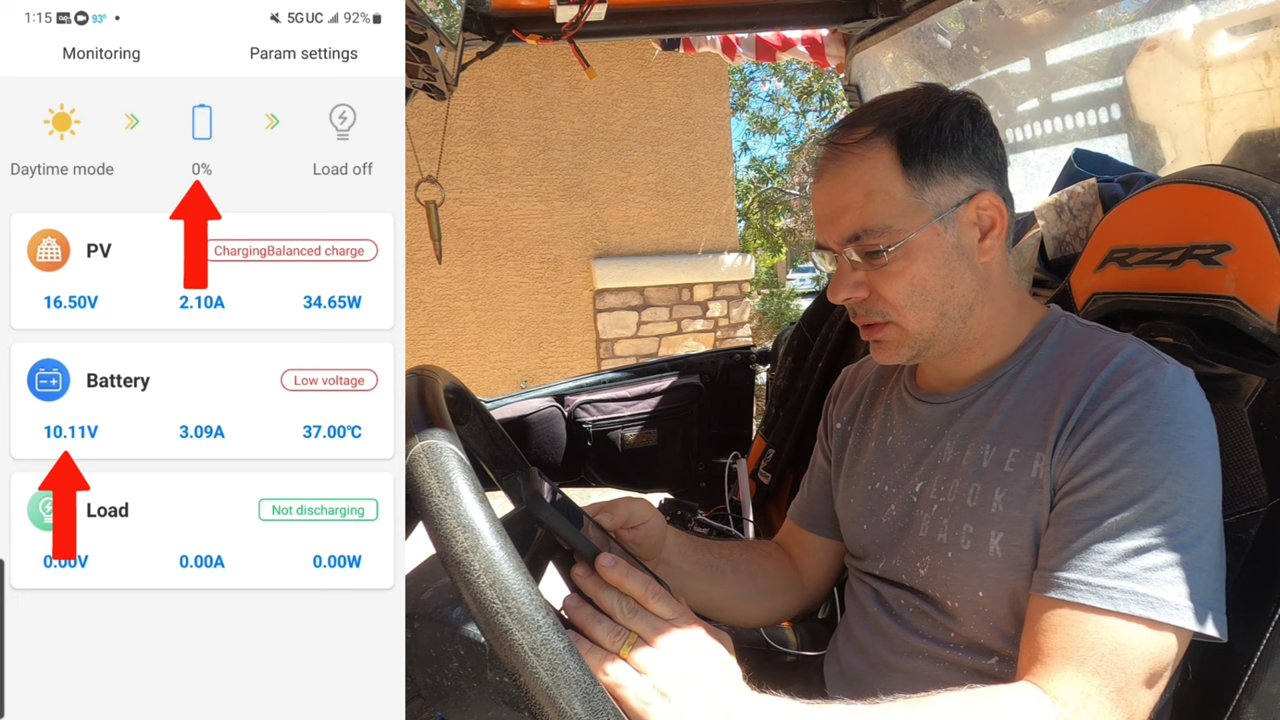 1:15 93° • 5GUC 92%
Monitoring Param settings
Daytime mode 0% Load off
PV ChargingBalanced charge
16.50V 2.10A 34.65W
Battery Low voltage
10.11V 3.09A 37.00℃
Load Not discharging
0.00V 0.00A 0.00W
RZR
NEVER
LOOK
BACK